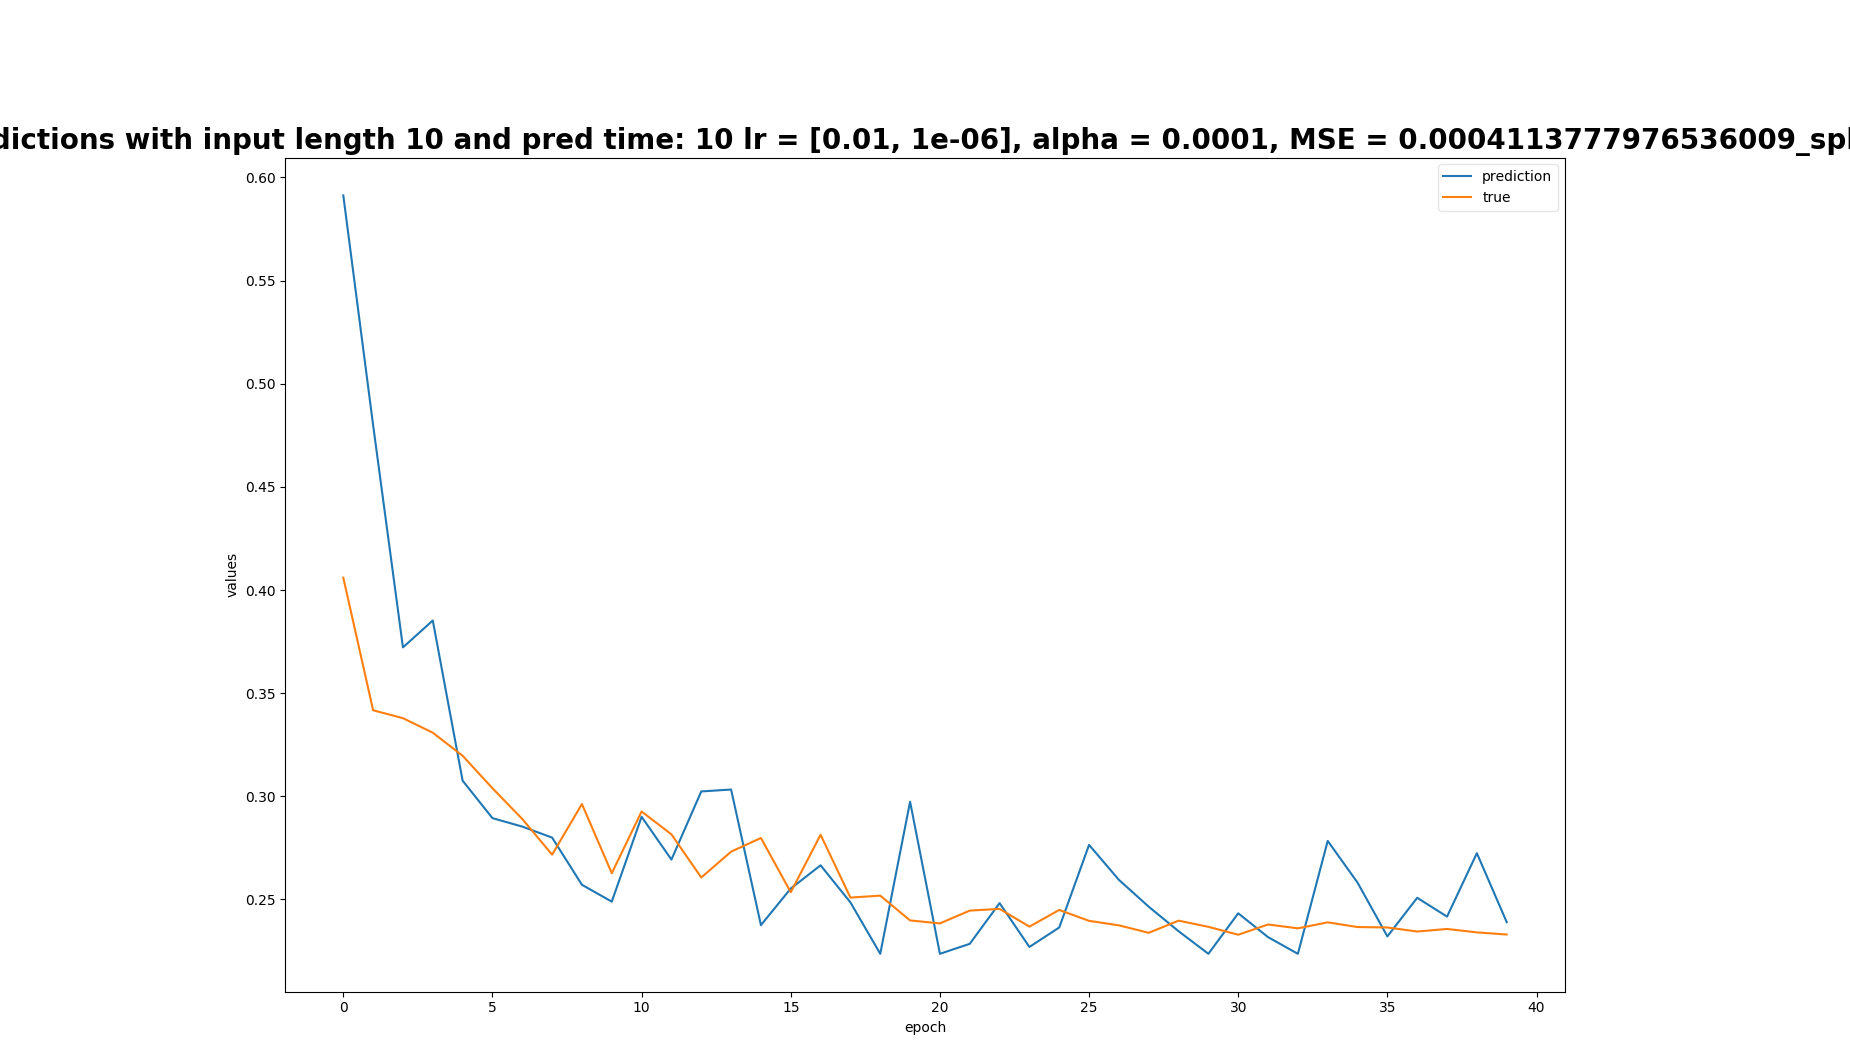 dictions with input length 10 and pred time: 10 lr = [0.01, 1e-06], alpha = 0.0001, MSE = 0.0004113777976536009_spl
prediction
true
0.60
0.55
0.50
0.45
0.40
0.35
0.30
0.25
values
0 5 10 15 20 25 30 35 40
epoch